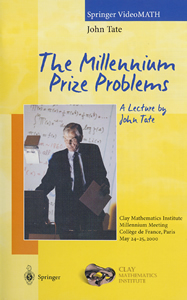 Springer VideoMATH
John Tate
The Millennium
Prize Problems
A Lecture by
John Tate
Clay Mathematics Institute
Millennium Meeting
Collège de France, Paris
May 24-25, 2000
Springer
CLAY
MATHEMATICS
INSTITUTE